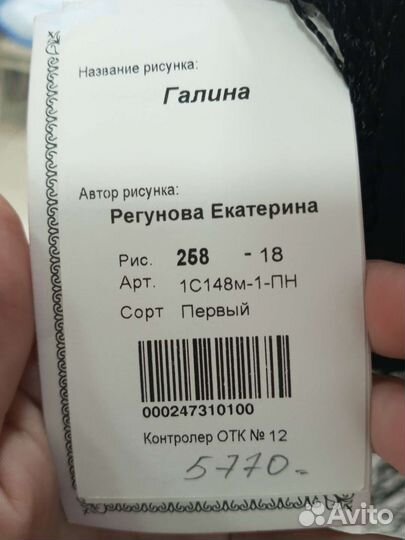 Название рисунка:
Галина
Автор рисунка:
Регунова Екатерина
Рис. 258 - 18
Арт. 1С148м-1-ПН
Сорт Первый
000247310100
Контролер ОТК № 12
5770=
Avito